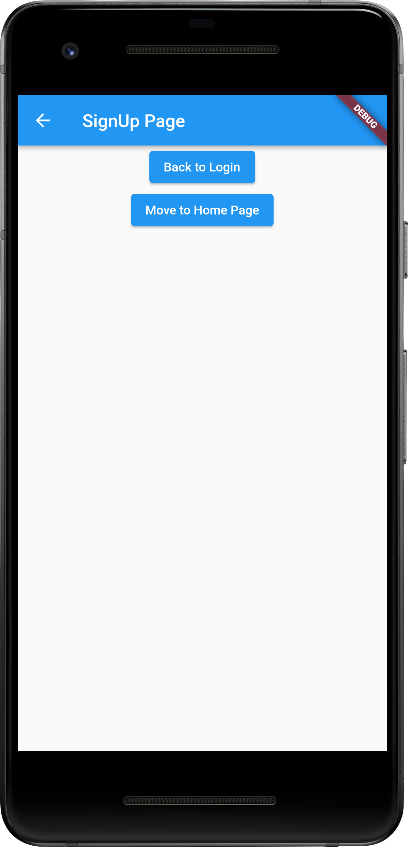 SignUp Page
DEBUG
Back to Login
Move to Home Page